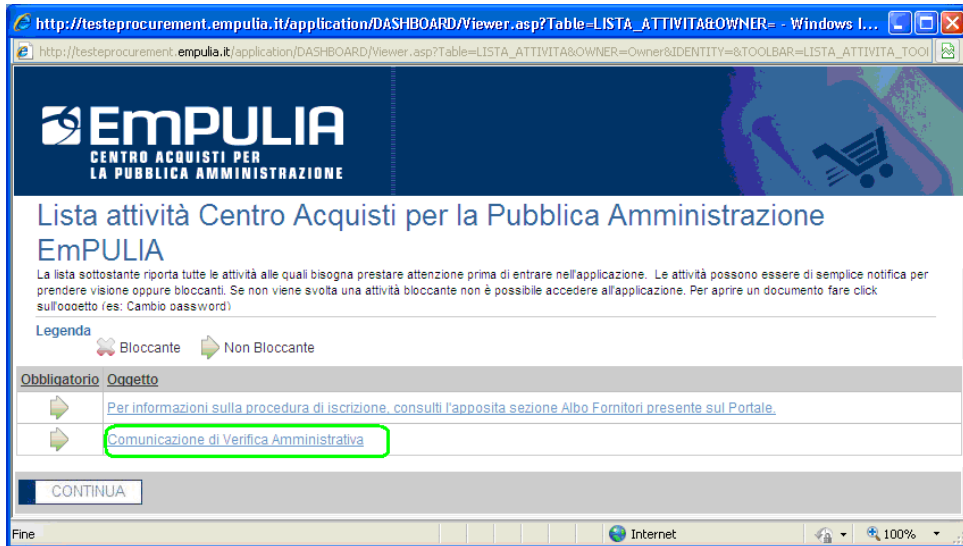 http://testeprocurement.empulia.it/application/DASHBOARD/Viewer.asp?Table=LISTA_ATTIVITA&OWNER= - Windows I...
http://testeprocurement.empulia.it/application/DASHBOARD/Viewer.asp?Table=LISTA_ATTIVITA&OWNER=Owner&IDENTITY=&TOOLBAR=LISTA_ATTIVITA_TOOL
EmPULIA
CENTRO ACQUISTI PER
LA PUBBLICA AMMINISTRAZIONE
Lista attività Centro Acquisti per la Pubblica Amministrazione
EmPULIA
La lista sottostante riporta tutte le attività alle quali bisogna prestare attenzione prima di entrare nell'applicazione. Le attività possono essere di semplice notifica per
prendere visione oppure bloccanti. Se non viene svolta una attività bloccante non è possibile accedere all'applicazione. Per aprire un documento fare click
sull'oggetto (es: Cambio password)
Legenda
Bloccante Non Bloccante
Obbligatorio Oggetto
Per informazioni sulla procedura di iscrizione, consulti l'apposita sezione Albo Fornitori presente sul Portale.
Comunicazione di Verifica Amministrativa
CONTINUA
Fine Internet 100%